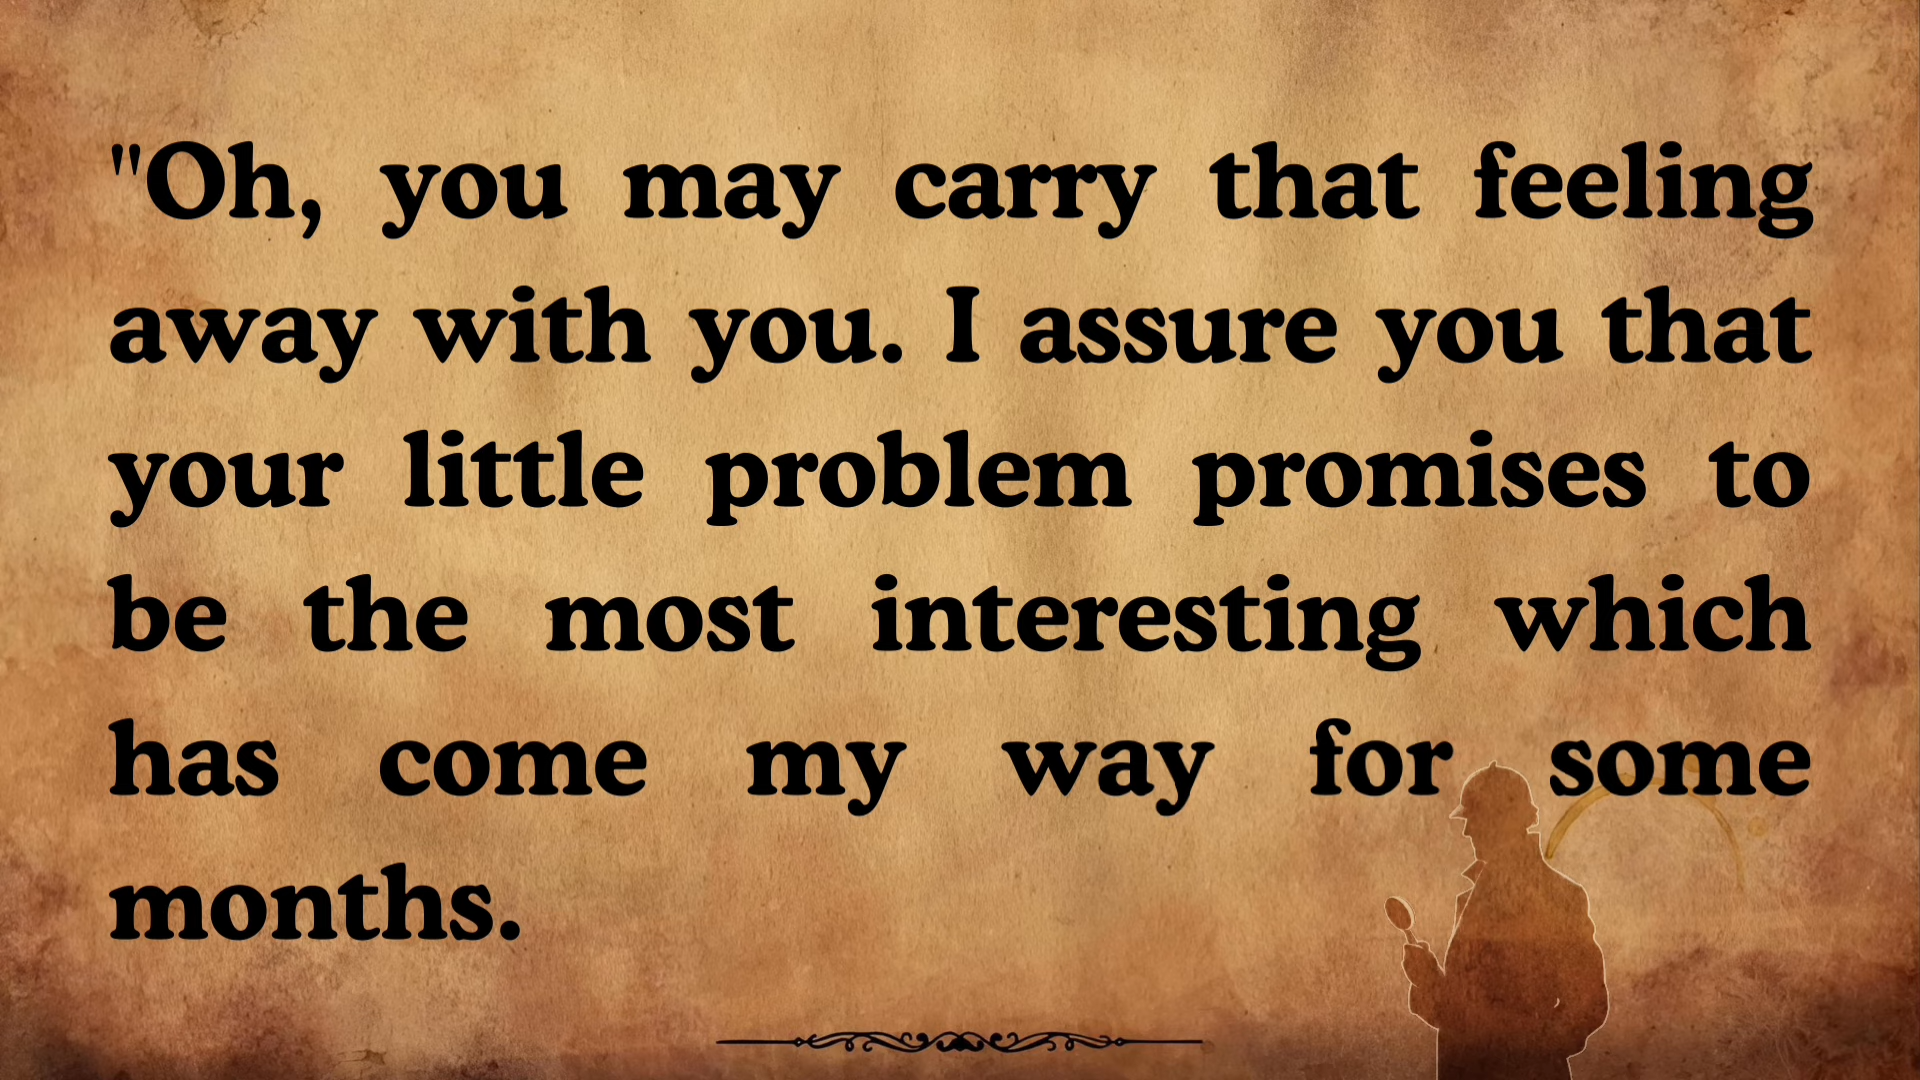 "Oh, you may carry that feeling
away with you. I assure you that
your little problem promises to
be the most interesting which
has come my way for some
months.